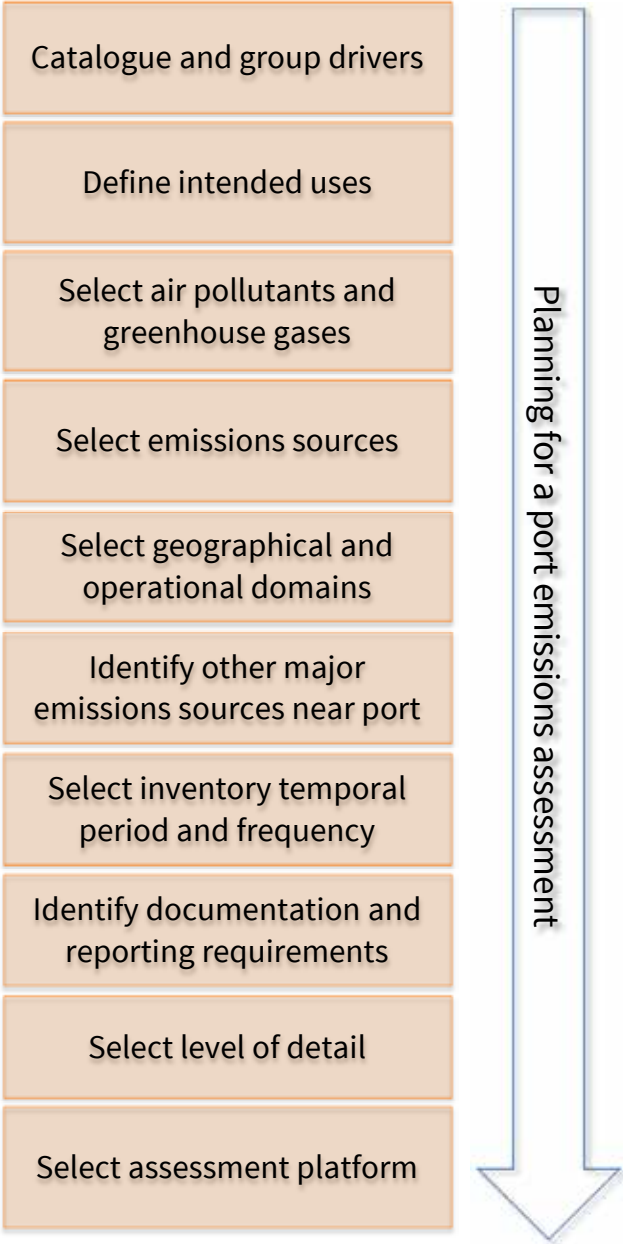 Catalogue and group drivers
Define intended uses
Select air pollutants and
greenhouse gases
Select emissions sources
Select geographical and
operational domains
Identify other major
emissions sources near port
Select inventory temporal
period and frequency
Identify documentation and
reporting requirements
Select level of detail
Select assessment platform
Planning for a port emissions assessment